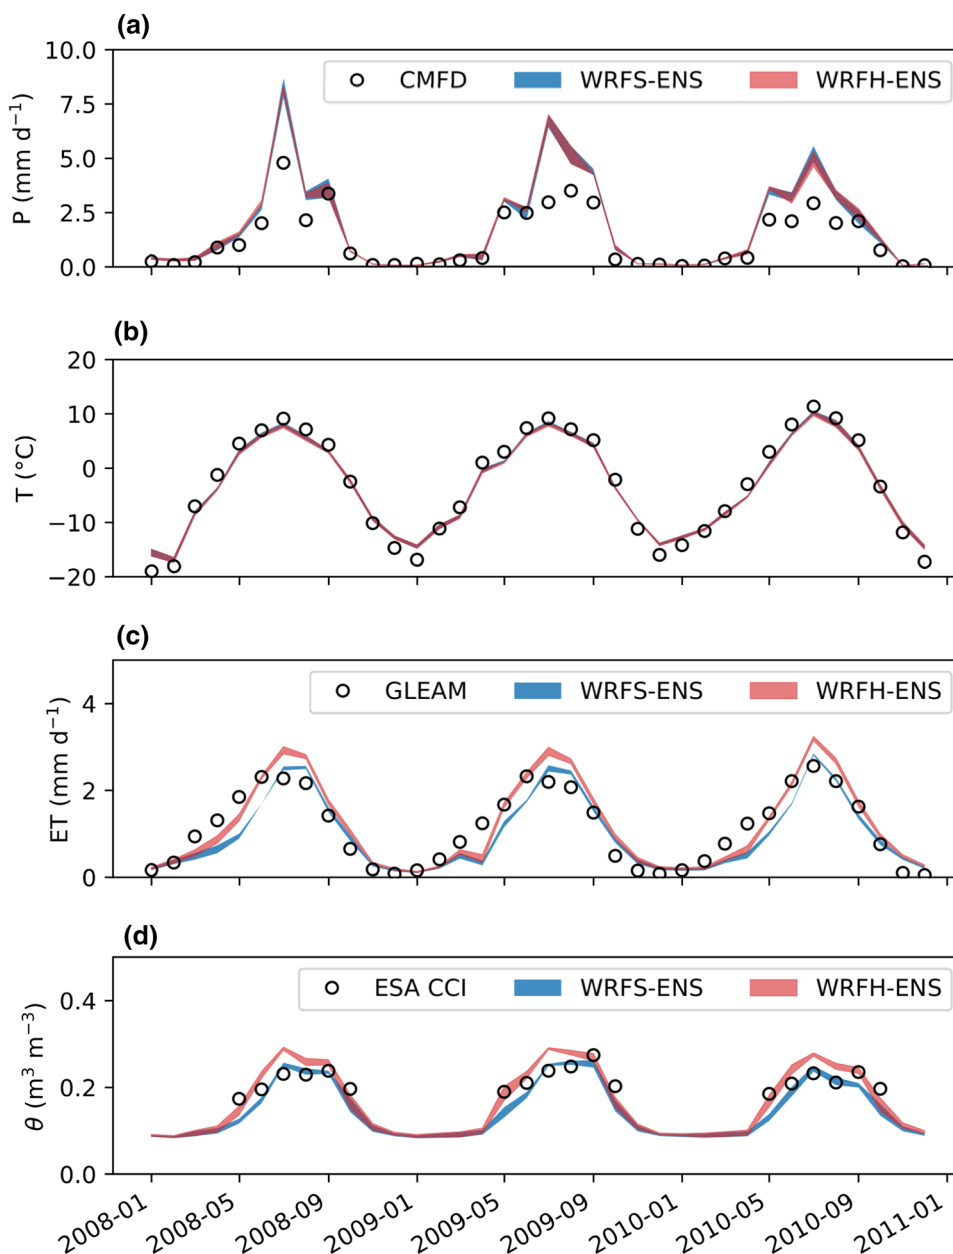 (a)
P (mm d⁻¹)
10.0
7.5
5.0
2.5
0.0
CMFD WRFS-ENS WRFH-ENS
(b)
T (°C)
20
10
0
−10
−20
(c)
ET (mm d⁻¹)
4
2
0
GLEAM WRFS-ENS WRFH-ENS
(d)
θ (m³ m⁻³)
0.4
0.2
0.0
ESA CCI WRFS-ENS WRFH-ENS
2008-01 2008-05 2008-09 2009-01 2009-05 2009-09 2010-01 2010-05 2010-09 2011-01